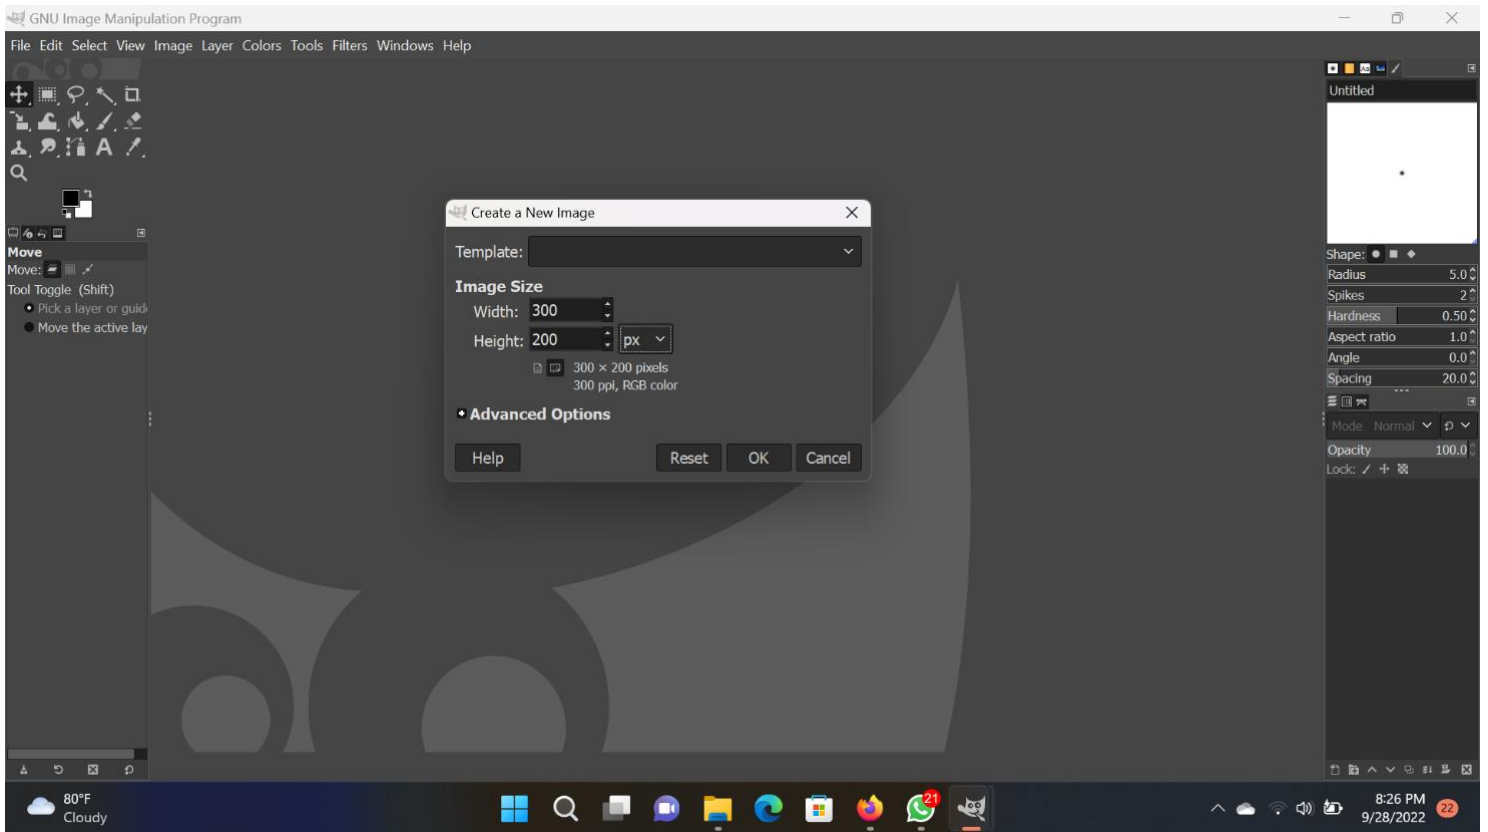 GNU Image Manipulation Program
File Edit Select View Image Layer Colors Tools Filters Windows Help
Untitled
Move
Move:
Tool Toggle (Shift)
Pick a layer or guid
Move the active lay
Create a New Image
Template:
Image Size
Width: 300
Height: 200 px
300 × 200 pixels
300 ppi, RGB color
Advanced Options
Help Reset OK Cancel
Shape:
Radius 5.0
Spikes 2
Hardness 0.50
Aspect ratio 1.0
Angle 0.0
Spacing 20.0
Mode Normal
Opacity 100.0
Lock:
80°F
Cloudy
21
8:26 PM
9/28/2022
22